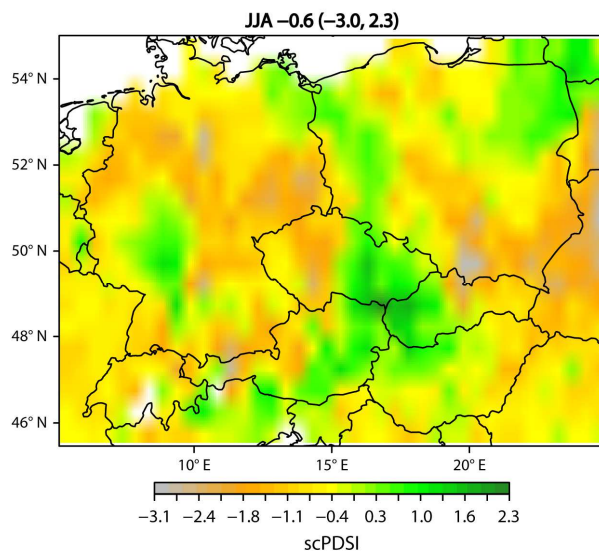 JJA −0.6 (−3.0, 2.3)
54° N
52° N
50° N
48° N
46° N
10° E 15° E 20° E
−3.1 −2.4 −1.8 −1.1 −0.4 0.3 1.0 1.6 2.3
scPDSI